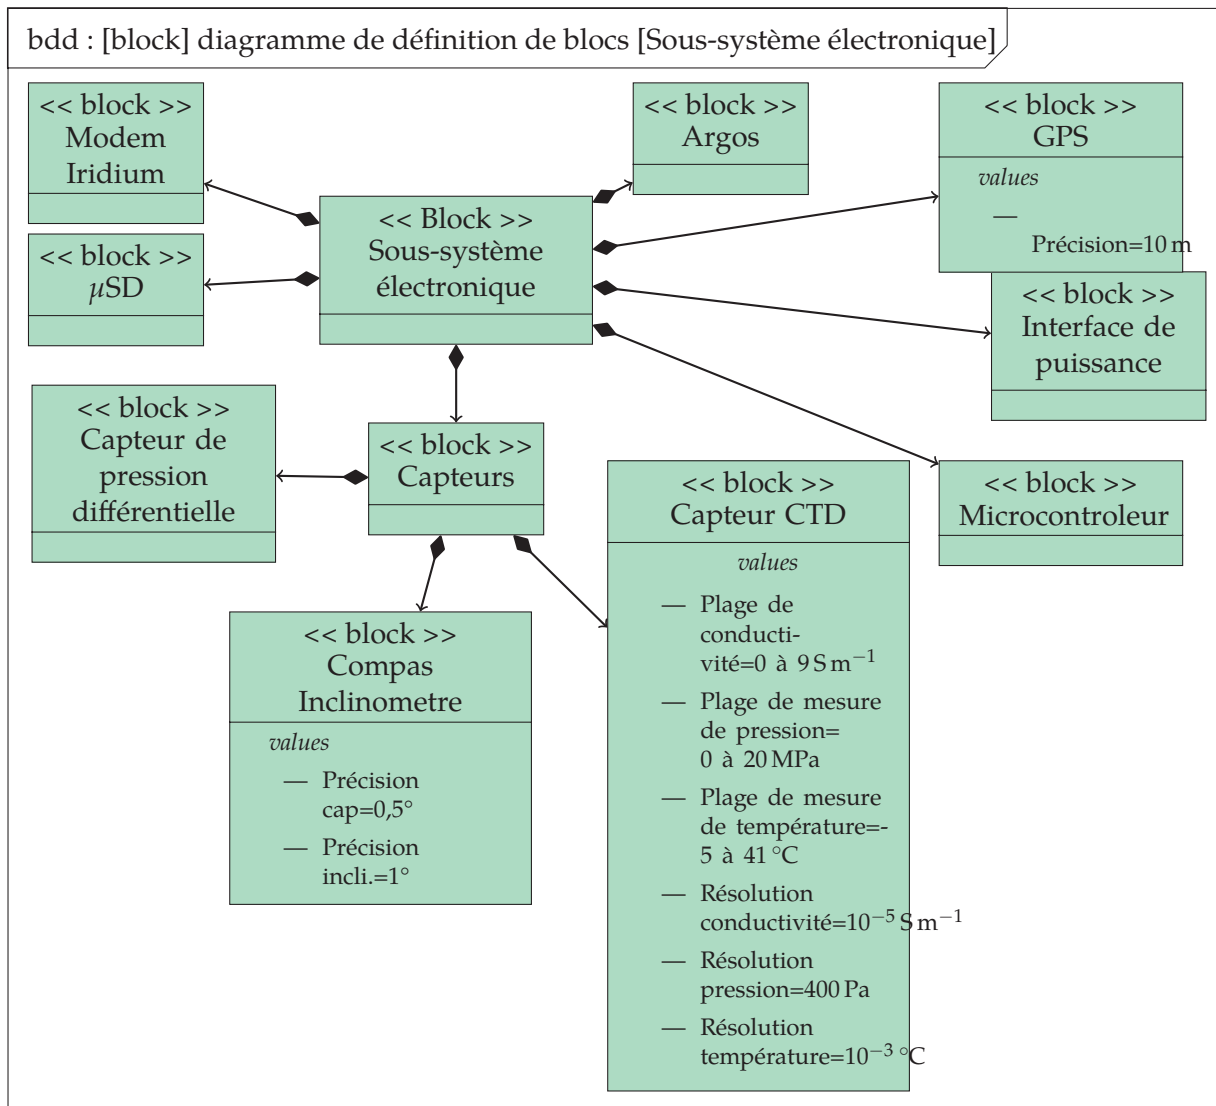 bdd : [block] diagramme de définition de blocs [Sous-système électronique]
<< block >>
Modem
Iridium
<< block >>
Argos
<< block >>
GPS
values
—
Précision=10 m
<< Block >>
Sous-système
électronique
<< block >>
µSD
<< block >>
Interface de
puissance
<< block >>
Capteur de
pression
différentielle
<< block >>
Capteurs
<< block >>
Capteur CTD
values
— Plage de
conducti-
vité=0 à 9 S m⁻¹
— Plage de mesure
de pression=
0 à 20 MPa
— Plage de mesure
de température=-
5 à 41 °C
— Résolution
conductivité=10⁻⁵ S m⁻¹
— Résolution
pression=400 Pa
— Résolution
température=10⁻³ °C
<< block >>
Microcontroleur
<< block >>
Compas
Inclinometre
values
— Précision
cap=0,5°
— Précision
incli.=1°